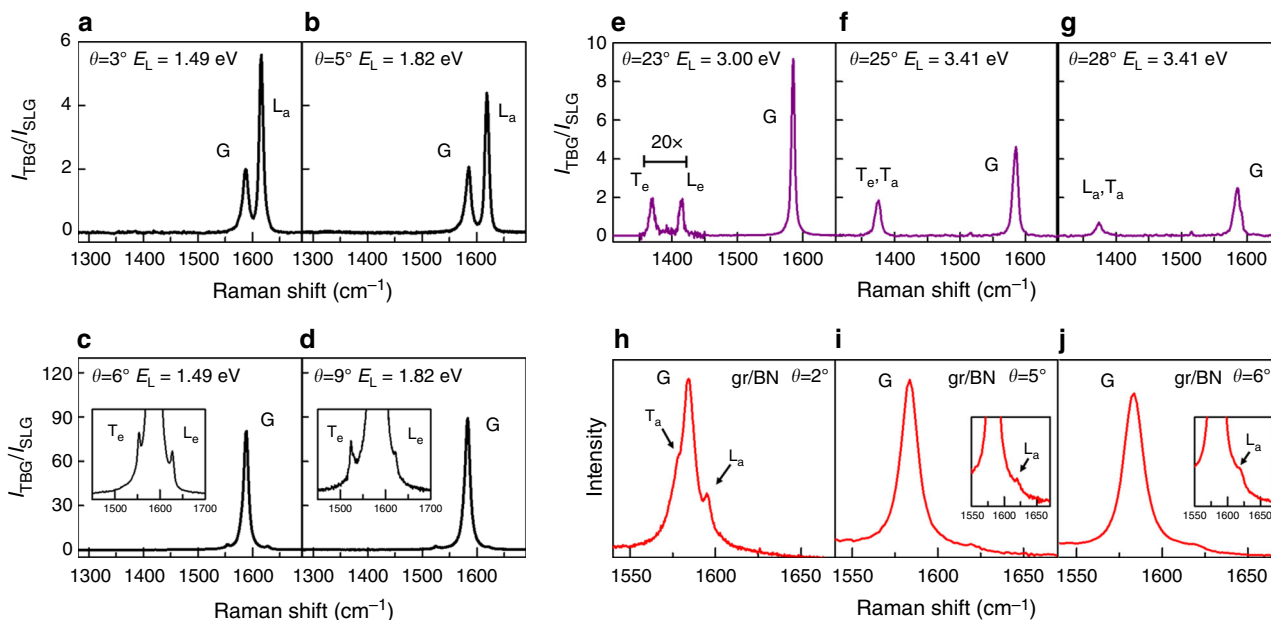 a
b
θ=3° E_L = 1.49 eV
θ=5° E_L = 1.82 eV
I_TBG/I_SLG
6
4
2
0
G
L_a
G
L_a
1300 1400 1500 1600
1300 1400 1500 1600
Raman shift (cm⁻¹)
e
f
g
θ=23° E_L = 3.00 eV
θ=25° E_L = 3.41 eV
θ=28° E_L = 3.41 eV
I_TBG/I_SLG
10
8
6
4
2
0
20×
T_e
L_e
G
T_e,T_a
G
L_a,T_a
G
1400 1500 1600
1400 1500 1600
1400 1500 1600
Raman shift (cm⁻¹)
c
d
θ=6° E_L = 1.49 eV
θ=9° E_L = 1.82 eV
I_TBG/I_SLG
120
90
60
30
0
T_e
L_e
G
1500 1600 1700
T_e
L_e
G
1500 1600 1700
1300 1400 1500 1600
1300 1400 1500 1600
Raman shift (cm⁻¹)
h
i
j
gr/BN θ=2°
gr/BN θ=5°
gr/BN θ=6°
Intensity
G
T_a
L_a
G
L_a
1550 1600 1650
G
L_a
1550 1600 1650
1550 1600 1650
1550 1600 1650
1550 1600 1650
Raman shift (cm⁻¹)